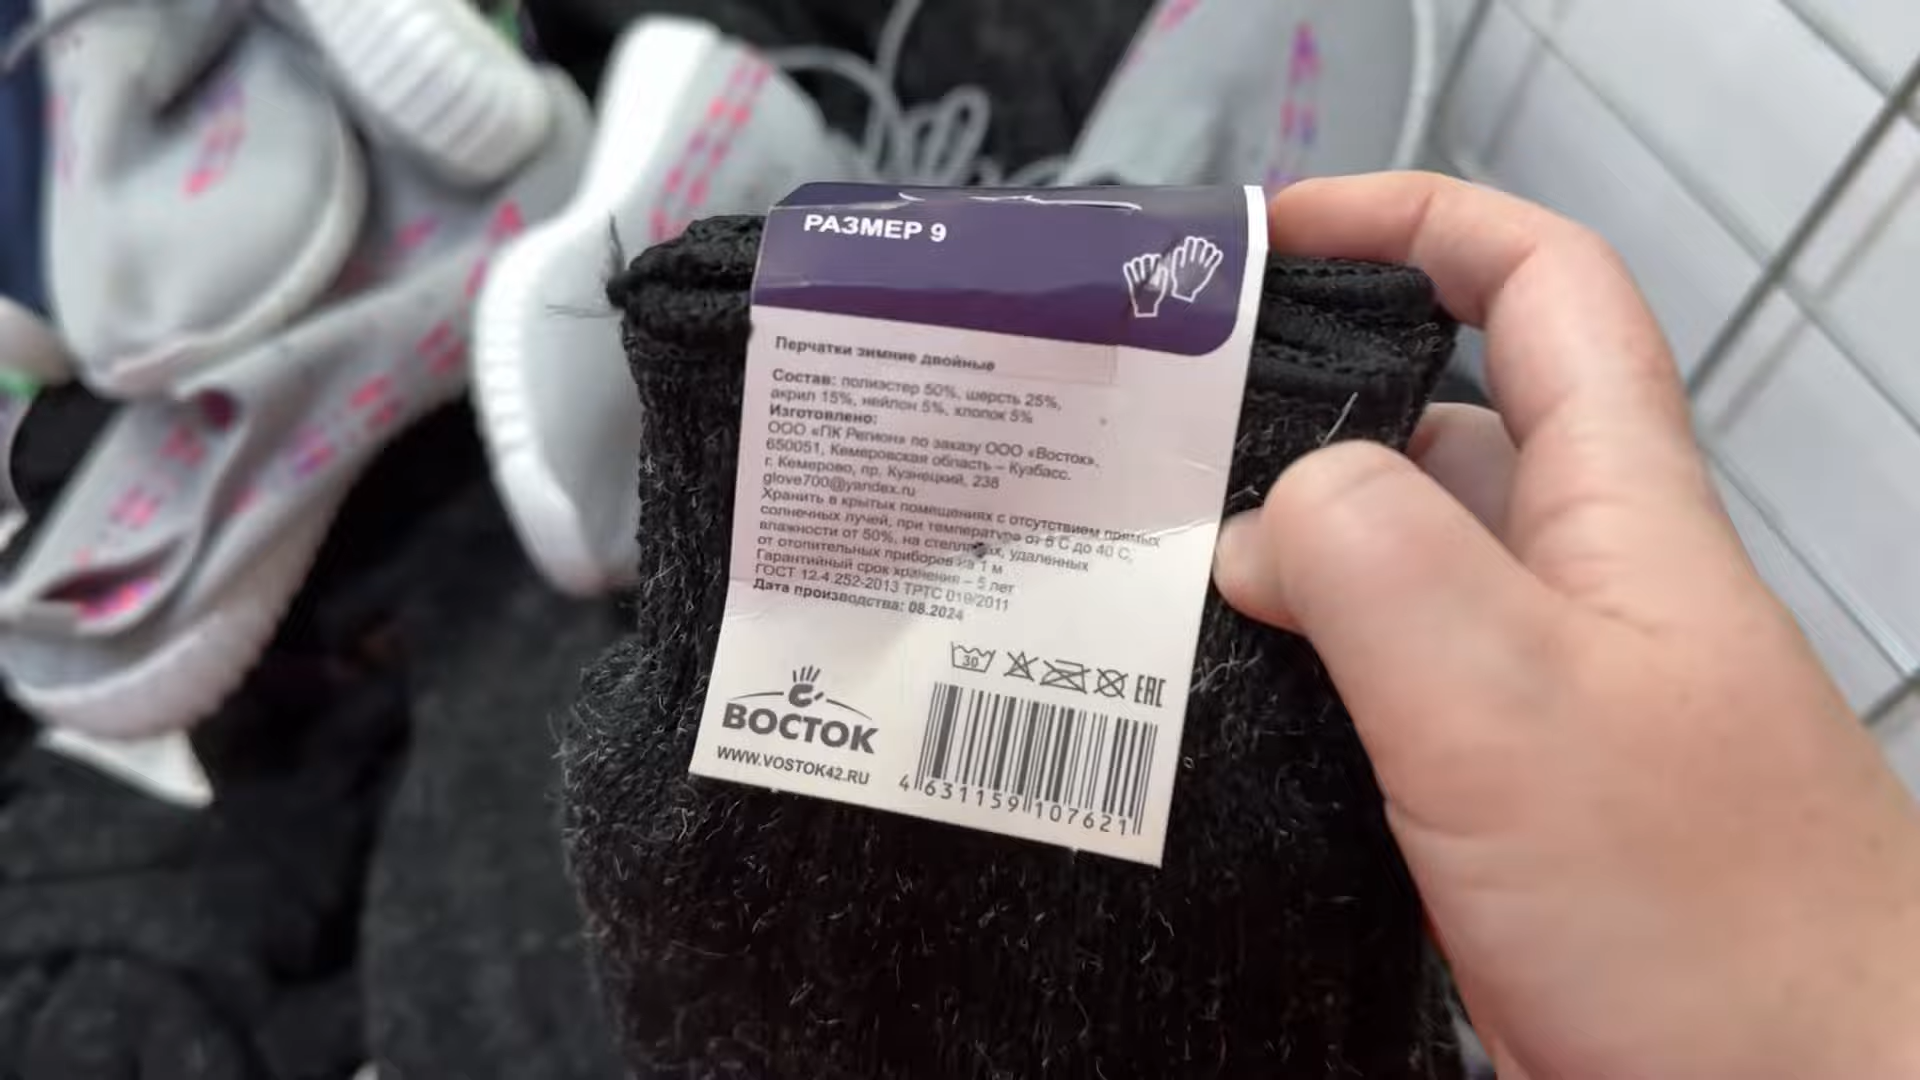 РАЗМЕР 9
Перчатки зимние двойные
Состав: полиэстер 50%, шерсть 25%,
акрил 15%, нейлон 5%, хлопок 5%
Изготовлено:
ООО «ПК Регион» по заказу ООО «Восток»,
650051, Кемеровская область – Кузбасс,
г. Кемерово, пр. Кузнецкий, 238
glove700@yandex.ru
Хранить в крытых помещениях с отсутствием прямых
солнечных лучей, при температуре от 5 С до 40 С,
влажности от 50%, на стеллажах, удаленных
от отопительных приборов на 1 м
Гарантийный срок хранения – 5 лет
ГОСТ 12.4.252-2013 ТРТС 019/2011
Дата производства: 08.2024
30
EAC
ВОСТОК
WWW.VOSTOK42.RU
4 631159 107621